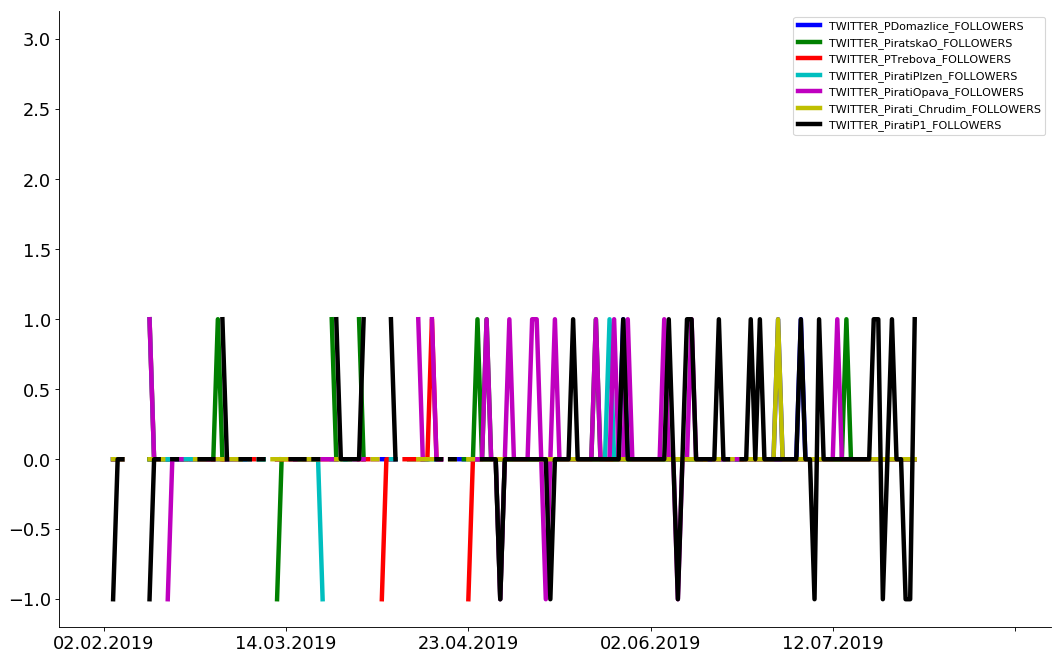 3.0
2.5
2.0
1.5
1.0
0.5
0.0
−0.5
−1.0
02.02.2019
14.03.2019
23.04.2019
02.06.2019
12.07.2019
TWITTER_PDomazlice_FOLLOWERS
TWITTER_PiratskaO_FOLLOWERS
TWITTER_PTrebova_FOLLOWERS
TWITTER_PiratiPlzen_FOLLOWERS
TWITTER_PiratiOpava_FOLLOWERS
TWITTER_Pirati_Chrudim_FOLLOWERS
TWITTER_PiratiP1_FOLLOWERS